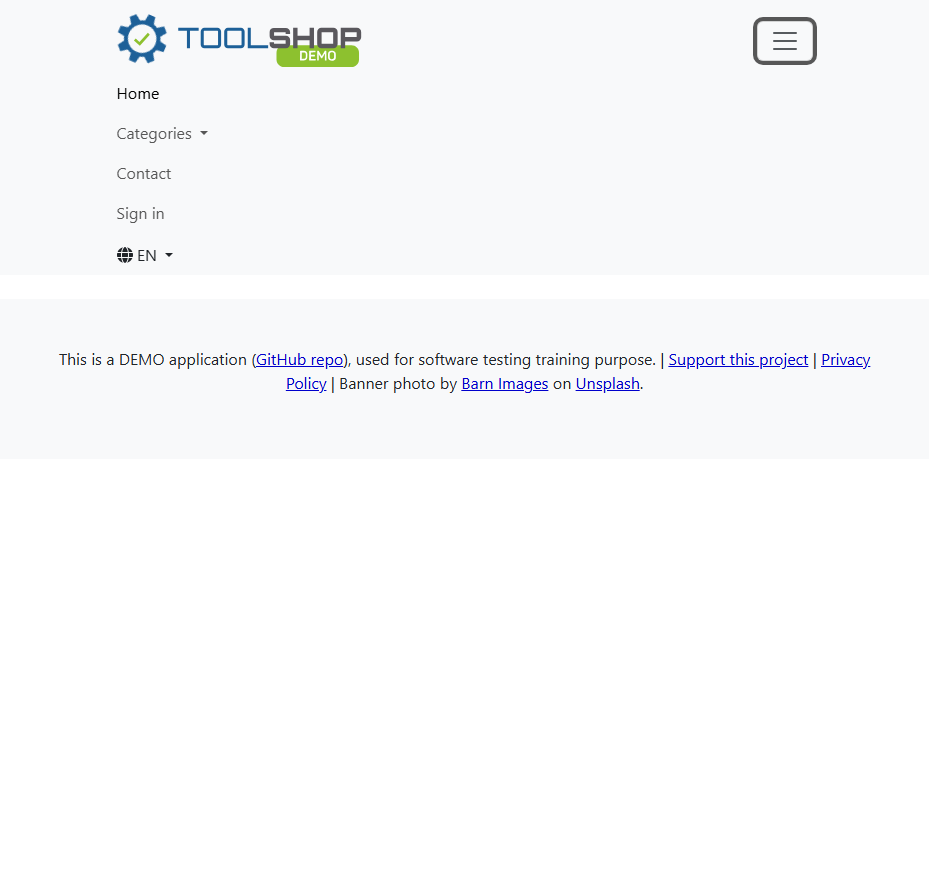 TOOLSHOP
DEMO
Home
Categories
Contact
Sign in
EN
This is a DEMO application (GitHub repo), used for software testing training purpose. | Support this project | Privacy
Policy | Banner photo by Barn Images on Unsplash.